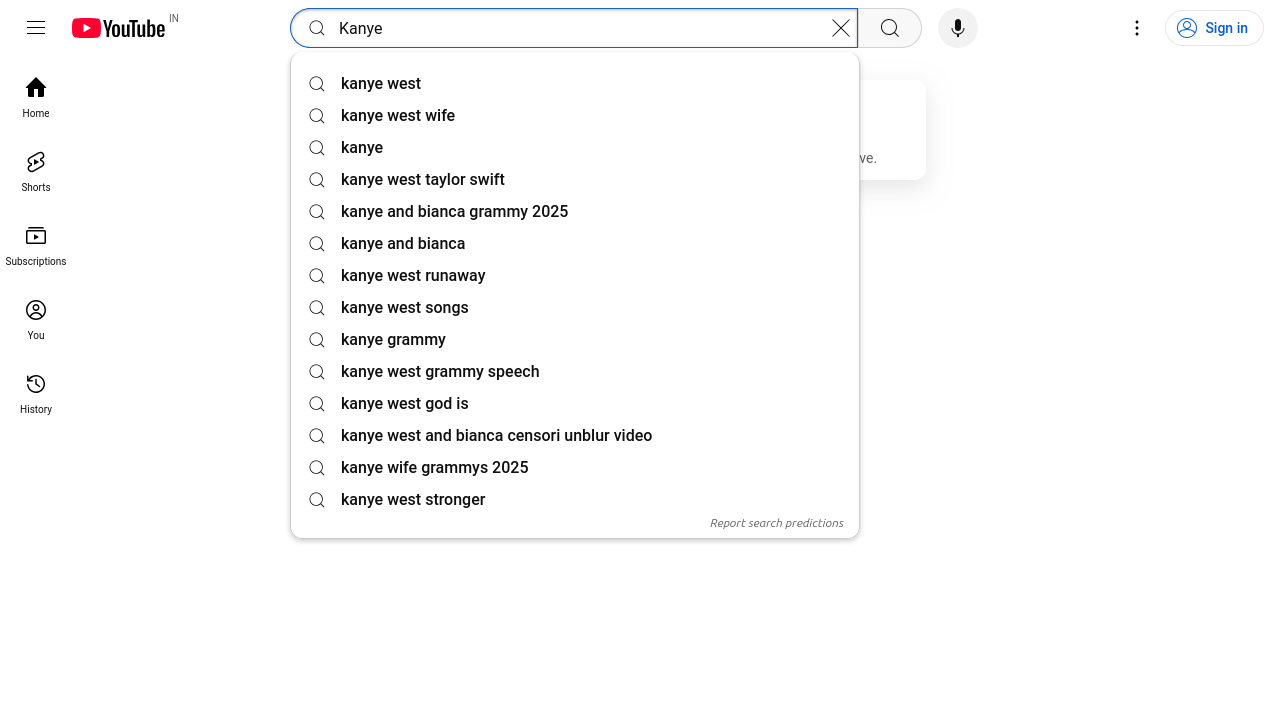 YouTube IN
Kanye
Sign in
Home
Shorts
Subscriptions
You
History
kanye west
kanye west wife
kanye
kanye west taylor swift
kanye and bianca grammy 2025
kanye and bianca
kanye west runaway
kanye west songs
kanye grammy
kanye west grammy speech
kanye west god is
kanye west and bianca censori unblur video
kanye wife grammys 2025
kanye west stronger
Report search predictions
ve.